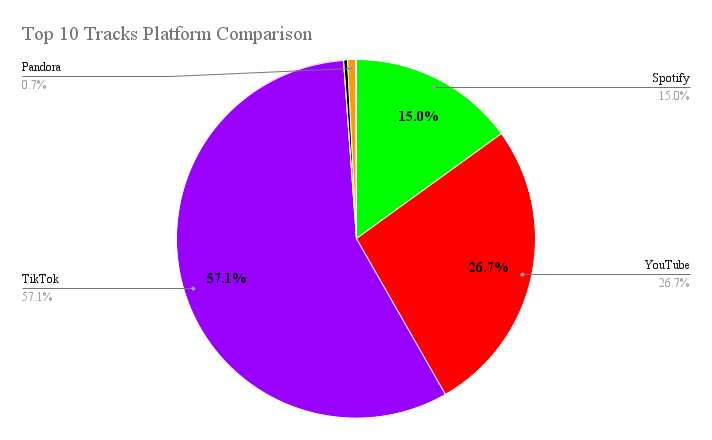 Top 10 Tracks Platform Comparison
Pandora
0.7%
Spotify
15.0%
15.0%
YouTube
26.7%
26.7%
TikTok
57.1%
57.1%